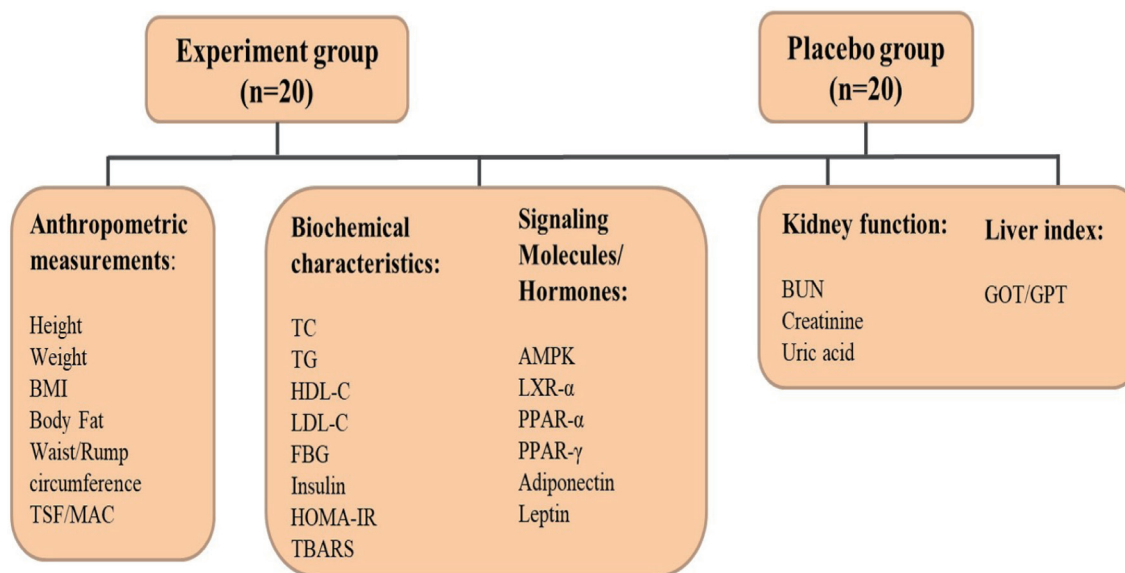 Experiment group
(n=20)
Placebo group
(n=20)
Anthropometric
measurements:
Height
Weight
BMI
Body Fat
Waist/Rump
circumference
TSF/MAC
Biochemical
characteristics:
TC
TG
HDL-C
LDL-C
FBG
Insulin
HOMA-IR
TBARS
Signaling
Molecules/
Hormones:
AMPK
LXR-α
PPAR-α
PPAR-γ
Adiponectin
Leptin
Kidney function:
BUN
Creatinine
Uric acid
Liver index:
GOT/GPT